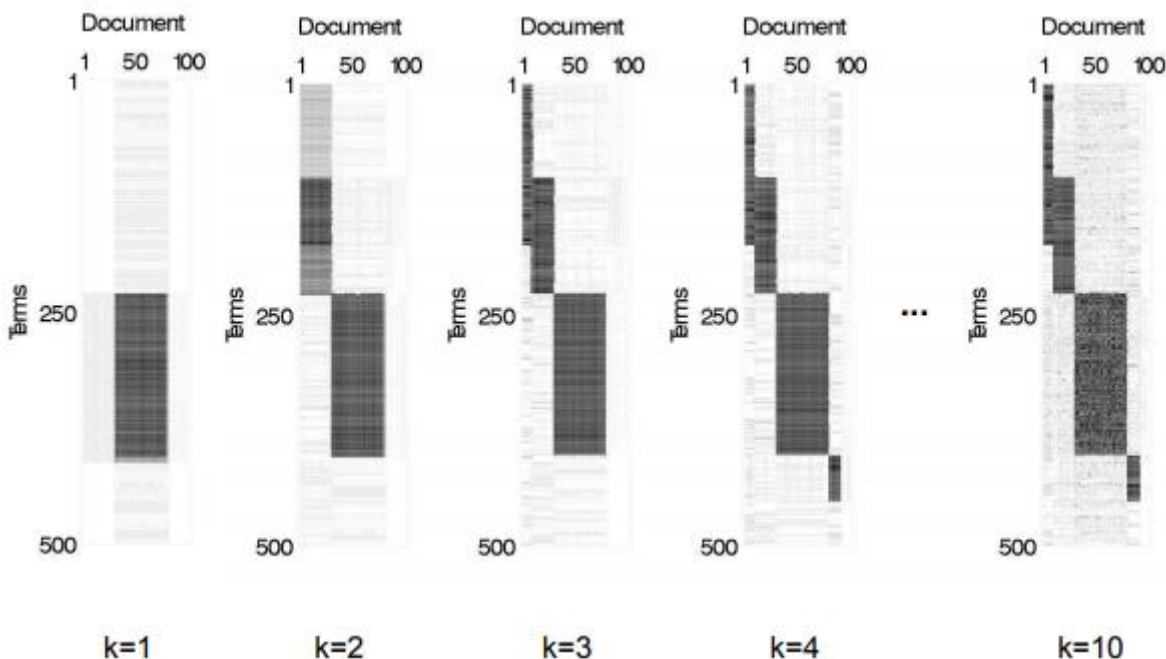 Document
1 50 100
1
Terms
250
500
k=1
Document
1 50 100
1
Terms
250
500
k=2
Document
1 50 100
1
Terms
250
500
k=3
Document
1 50 100
1
Terms
250
500
k=4
...
Document
1 50 100
1
Terms
250
500
k=10